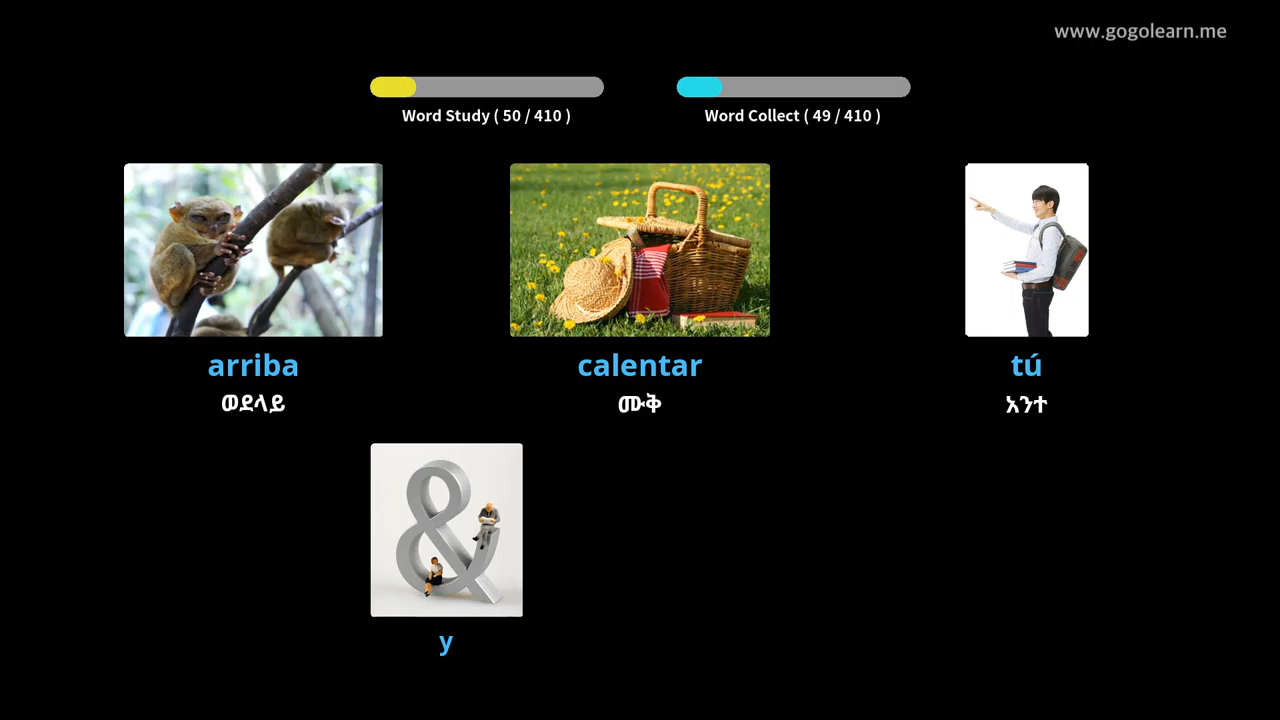 www.gogolearn.me
Word Study ( 50 / 410 )
Word Collect ( 49 / 410 )
arriba
ወደላይ
calentar
ሙቅ
tú
አንተ
y